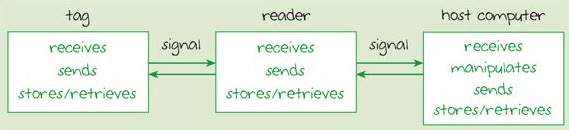 tag
receives
sends
stores/retrieves
signal
reader
receives
sends
stores/retrieves
signal
host computer
receives
manipulates
sends
stores/retrieves